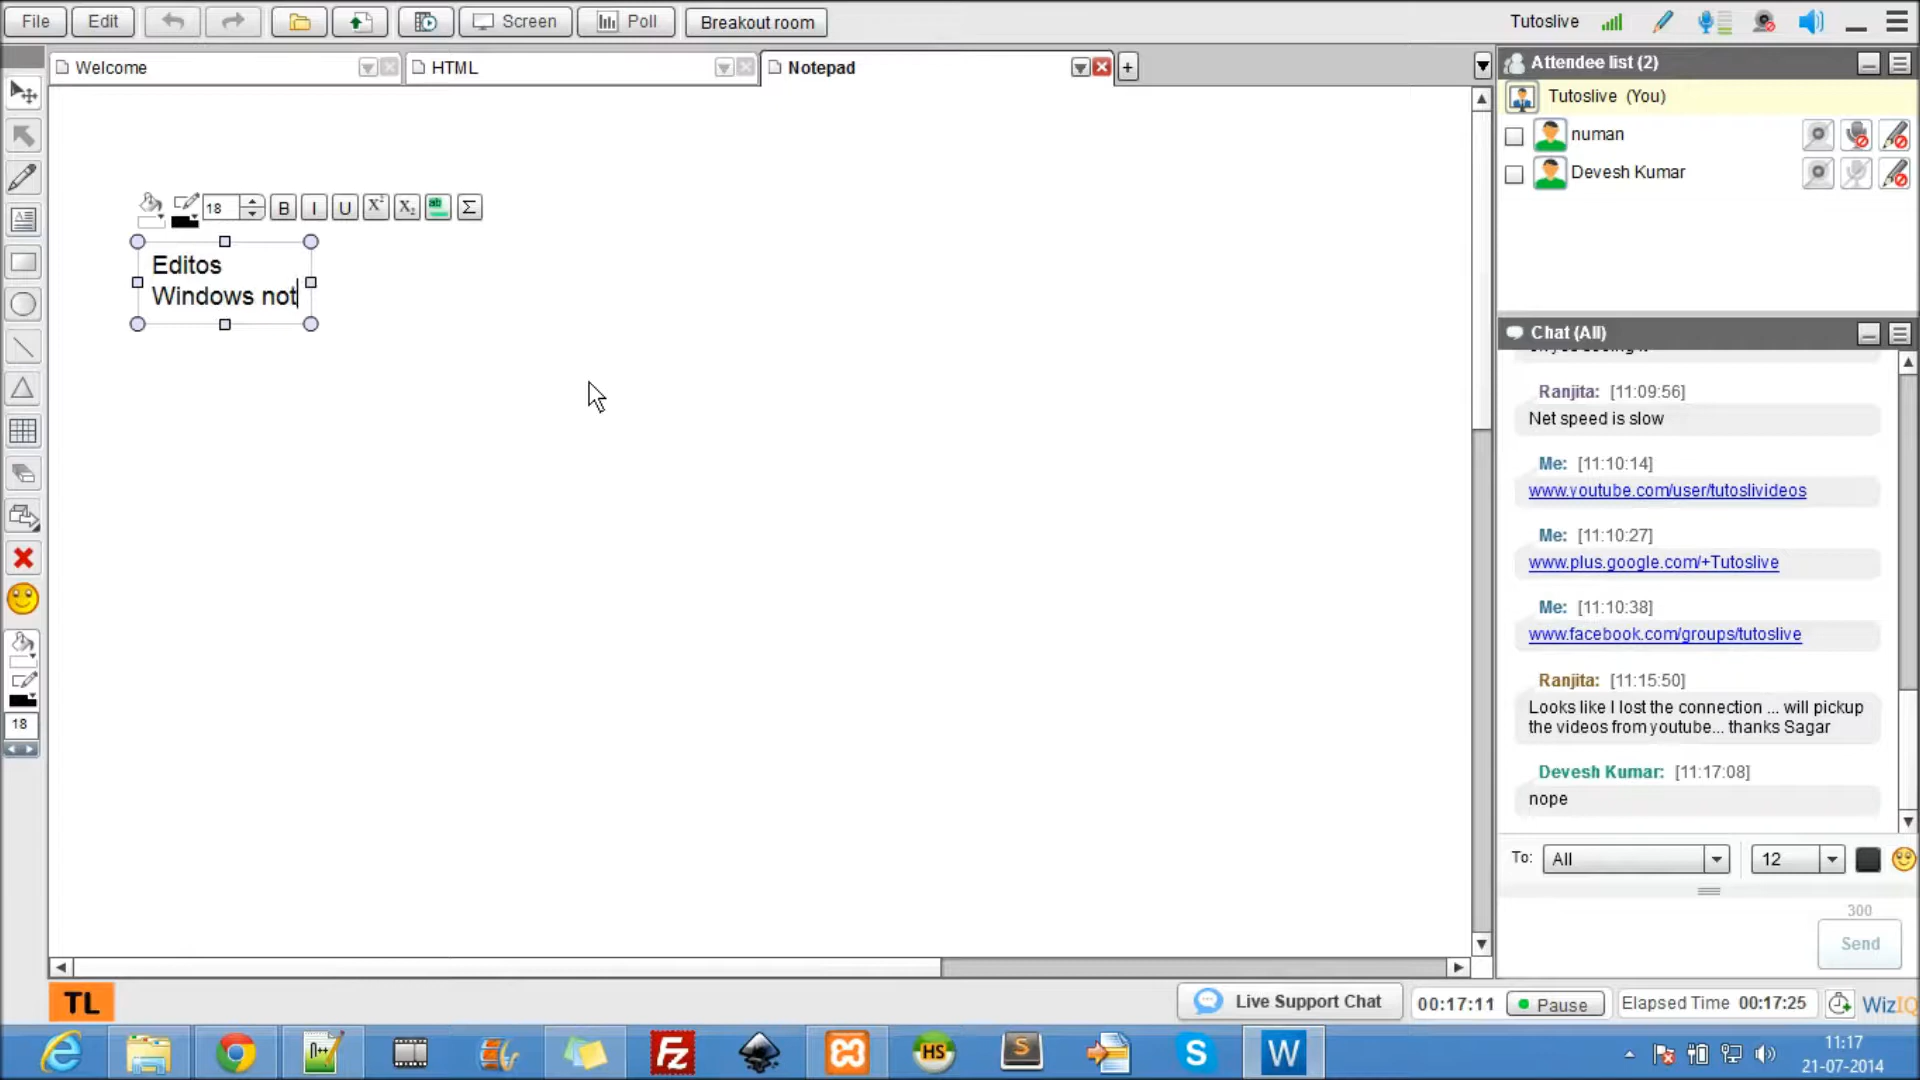 File Edit Screen Poll Breakout room Tutoslive
Welcome HTML Notepad +
Attendee list (2)
Tutoslive (You)
numan
Devesh Kumar
18 B I U X² X₂ ab Σ
Editos
Windows not
Chat (All)
Ranjita: [11:09:56]
Net speed is slow
Me: [11:10:14]
www.youtube.com/user/tutoslivideos
Me: [11:10:27]
www.plus.google.com/+Tutoslive
Me: [11:10:38]
www.facebook.com/groups/tutoslive
Ranjita: [11:15:50]
Looks like I lost the connection ... will pickup
the videos from youtube... thanks Sagar
Devesh Kumar: [11:17:08]
nope
18
To: All 12
300
Send
TL Live Support Chat 00:17:11 Pause Elapsed Time 00:17:25 WizIQ
N++ Fz HS S S W
11:17
21-07-2014